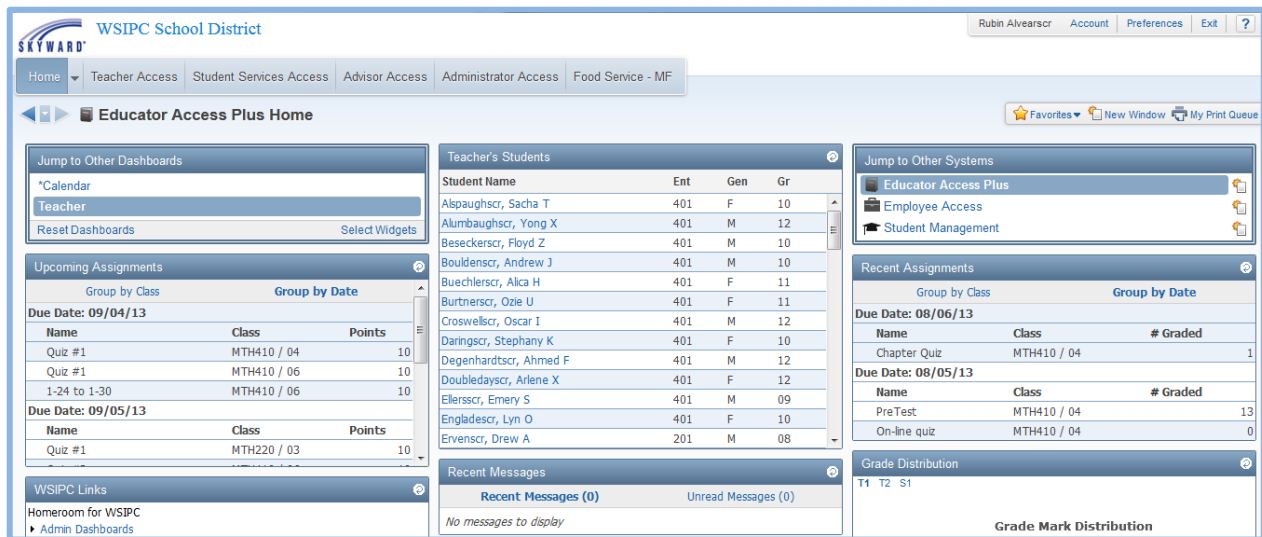 SKYWARD®
WSIPC School District
Rubin Alvearscr Account Preferences Exit ?
Home Teacher Access Student Services Access Advisor Access Administrator Access Food Service - MF
Educator Access Plus Home
Favorites New Window My Print Queue
Jump to Other Dashboards
*Calendar
Teacher
Reset Dashboards Select Widgets
Upcoming Assignments
Group by Class Group by Date
Due Date: 09/04/13
Name Class Points
Quiz #1 MTH410 / 04 10
Quiz #1 MTH410 / 06 10
1-24 to 1-30 MTH410 / 06 10
Due Date: 09/05/13
Name Class Points
Quiz #1 MTH220 / 03 10
WSIPC Links
Homeroom for WSIPC
Admin Dashboards
Teacher's Students
Student Name Ent Gen Gr
Alspaughscr, Sacha T 401 F 10
Alumbaughscr, Yong X 401 M 12
Beseckerscr, Floyd Z 401 M 10
Bouldenscr, Andrew J 401 M 10
Buechlerscr, Alica H 401 F 11
Burtnerscr, Ozie U 401 F 11
Croswellscr, Oscar I 401 M 12
Daringscr, Stephany K 401 F 10
Degenhardtscr, Ahmed F 401 M 12
Doubledayscr, Arlene X 401 F 12
Ellersscr, Emery S 401 M 09
Engladescr, Lyn O 401 F 10
Ervenscr, Drew A 201 M 08
Recent Messages
Recent Messages (0) Unread Messages (0)
No messages to display
Jump to Other Systems
Educator Access Plus
Employee Access
Student Management
Recent Assignments
Group by Class Group by Date
Due Date: 08/06/13
Name Class # Graded
Chapter Quiz MTH410 / 04 1
Due Date: 08/05/13
Name Class # Graded
PreTest MTH410 / 04 13
On-line quiz MTH410 / 04 0
Grade Distribution
T1 T2 S1
Grade Mark Distribution